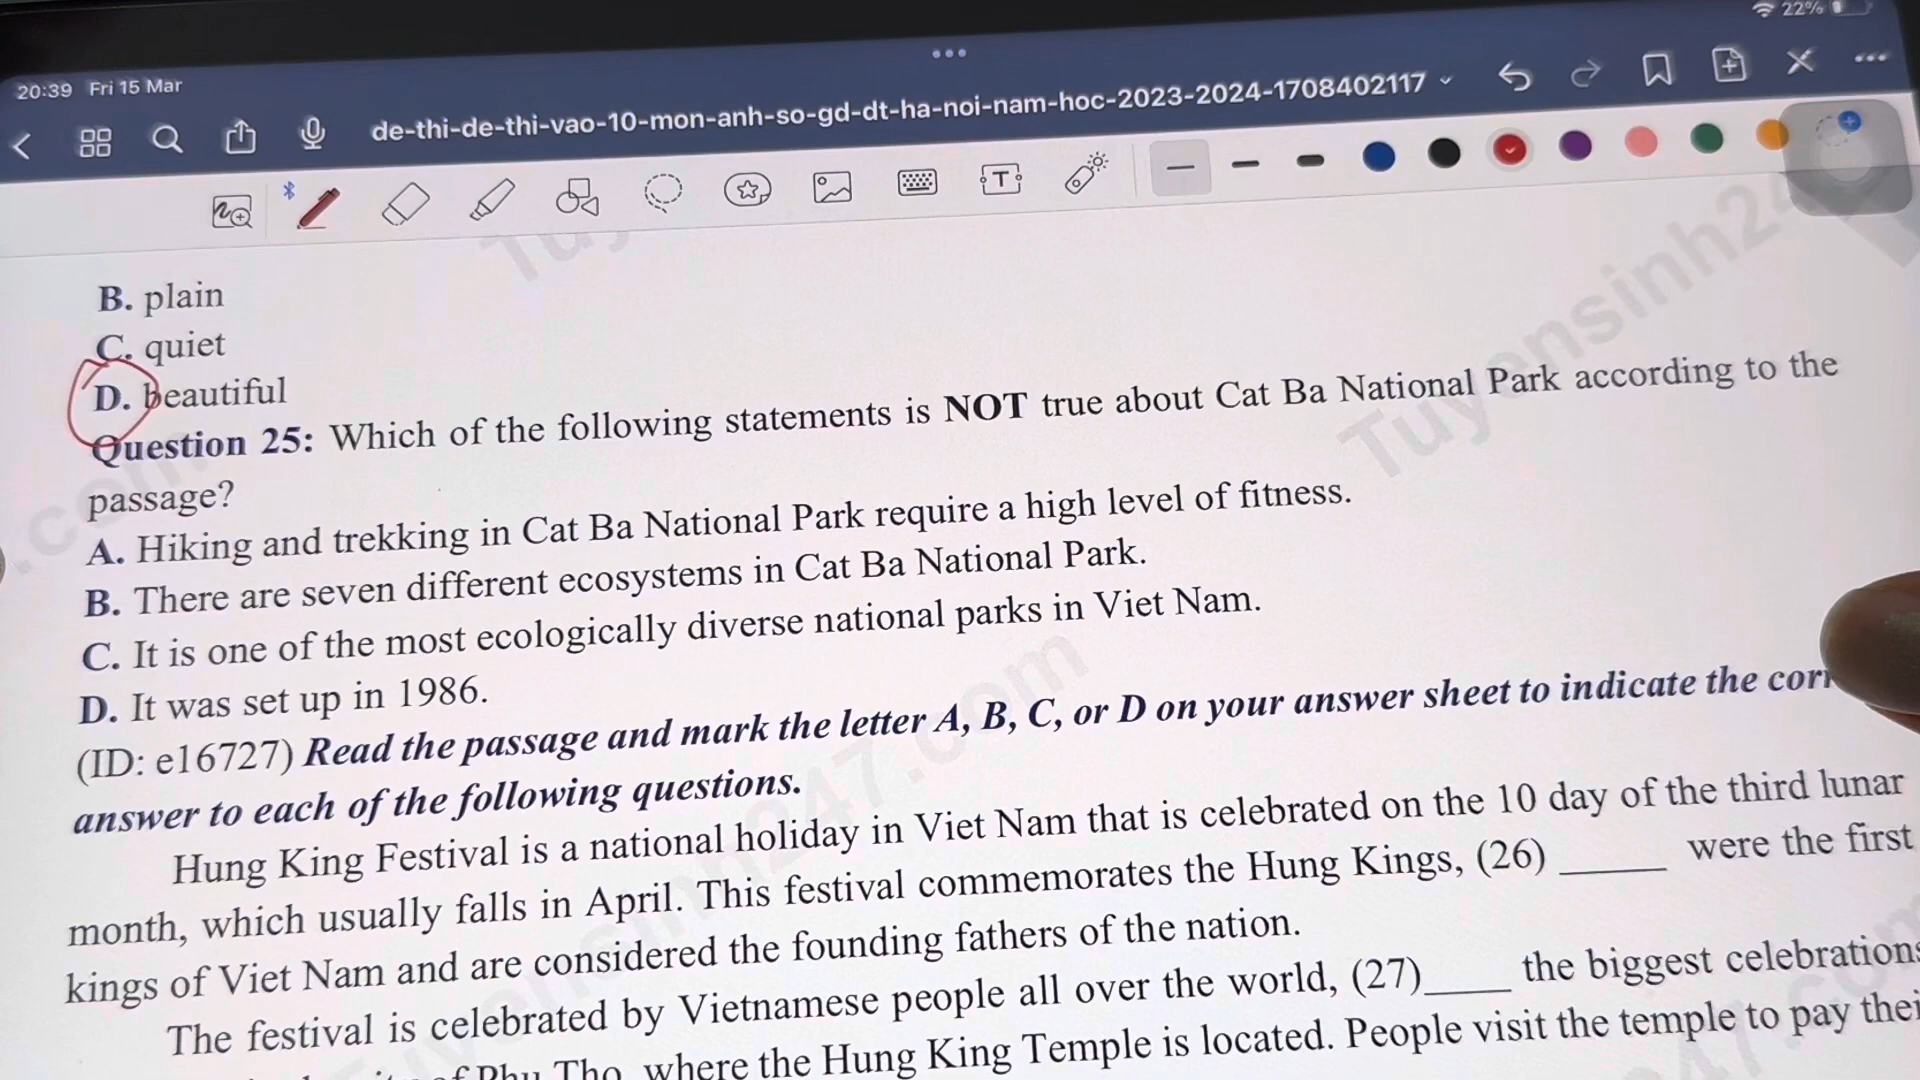 22%
20:39 Fri 15 Mar
de-thi-de-thi-vao-10-mon-anh-so-gd-dt-ha-noi-nam-hoc-2023-2024-1708402117
T
Tuyensinh24
B. plain
C. quiet
D. beautiful
Question 25: Which of the following statements is NOT true about Cat Ba National Park according to the
passage?
.com
A. Hiking and trekking in Cat Ba National Park require a high level of fitness.
B. There are seven different ecosystems in Cat Ba National Park.
C. It is one of the most ecologically diverse national parks in Viet Nam.
D. It was set up in 1986.
(ID: e16727) Read the passage and mark the letter A, B, C, or D on your answer sheet to indicate the
answer to each of the following questions.
Hung King Festival is a national holiday in Viet Nam that is celebrated on the 10 day of the third lunar
month, which usually falls in April. This festival commemorates the Hung Kings, (26) ______ were the first
kings of Viet Nam and are considered the founding fathers of the nation.
The festival is celebrated by Vietnamese people all over the world, (27)_____ the biggest celebrations
Phu Tho, where the Hung King Temple is located. People visit the temple to pay